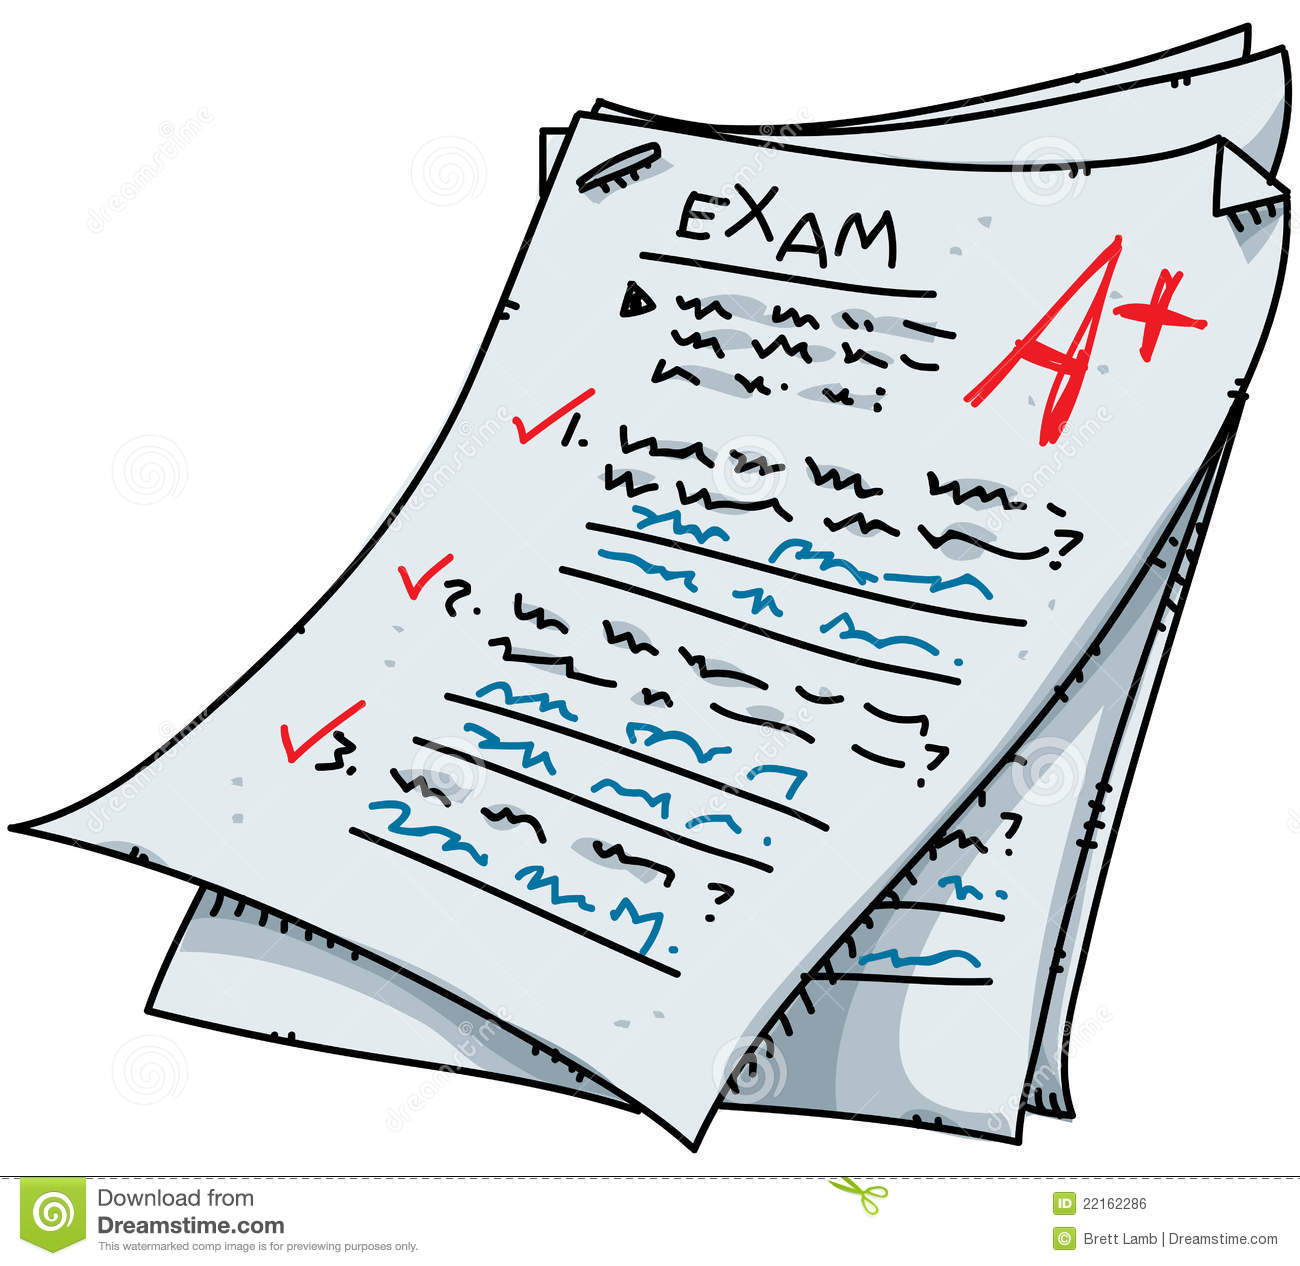 EXAM
A+
1.
?
2.
?
3.
?
?
Download from
Dreamstime.com
This watermarked comp image is for previewing purposes only.
ID 22162286
© Brett Lamb | Dreamstime.com